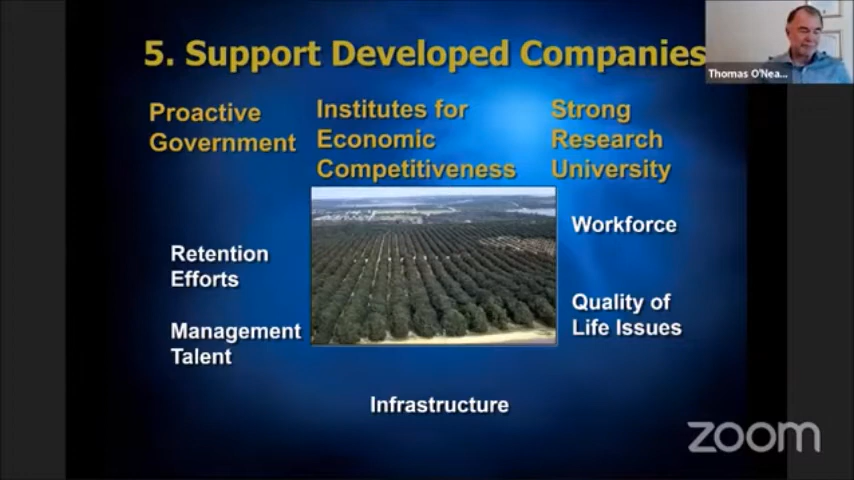 5. Support Developed Companies
Thomas O'Nea...
Proactive
Government
Institutes for
Economic
Competitiveness
Strong
Research
University
Workforce
Retention
Efforts
Quality of
Life Issues
Management
Talent
Infrastructure
zoom